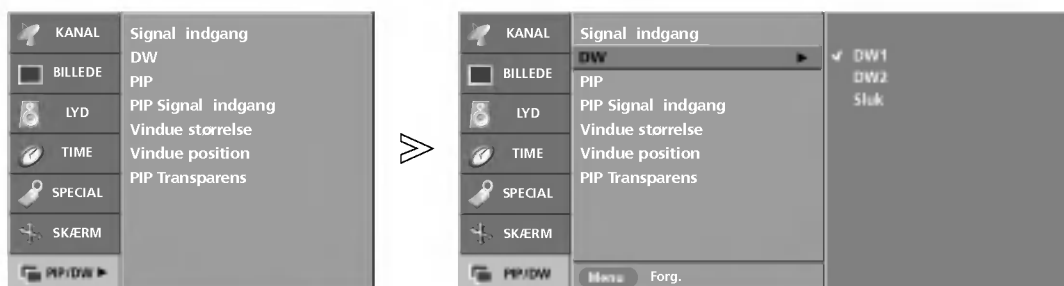 KANAL
BILLEDE
LYD
TIME
SPECIAL
SKÆRM
PIP/DW
Signal indgang
DW
PIP
PIP Signal indgang
Vindue størrelse
Vindue position
PIP Transparens
KANAL
BILLEDE
LYD
TIME
SPECIAL
SKÆRM
PIP/DW
Signal indgang
DW
PIP
PIP Signal indgang
Vindue størrelse
Vindue position
PIP Transparens
Menu Forg.
DW1
DW2
Sluk